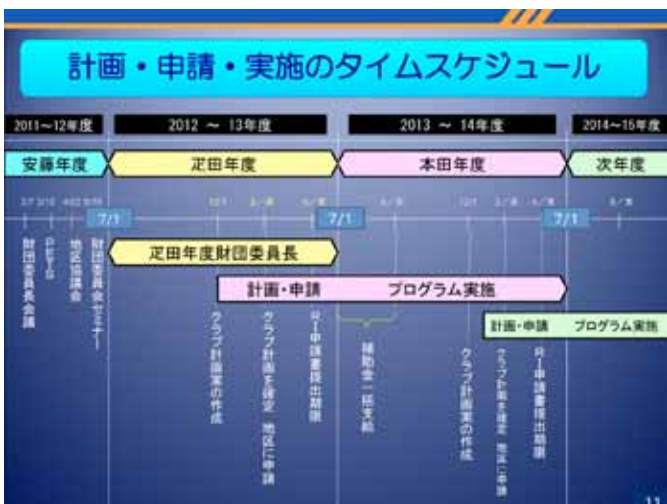 計画・申請・実施のタイムスケジュール
2011～12年度
2012 ～ 13年度
2013 ～ 14年度
2014～15年度
安藤年度
疋田年度
本田年度
次年度
7/1
7/1
7/1
疋田年度財団委員長
計画・申請
プログラム実施
計画・申請
プログラム実施
財団委員長会議
PETS
地区協議会
財団委員会セミナー
クラブ計画案の作成
クラブ計画を確定 地区に申請
RI申請書提出期限
補助金一括支給
クラブ計画案の作成
クラブ計画を確定 地区に申請
RI申請書提出期限
11